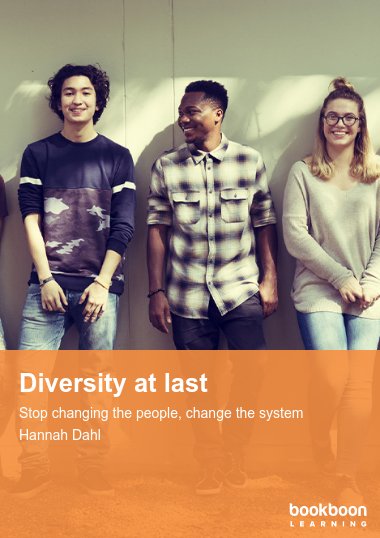 Diversity at last
Stop changing the people, change the system
Hannah Dahl
bookboon
LEARNING